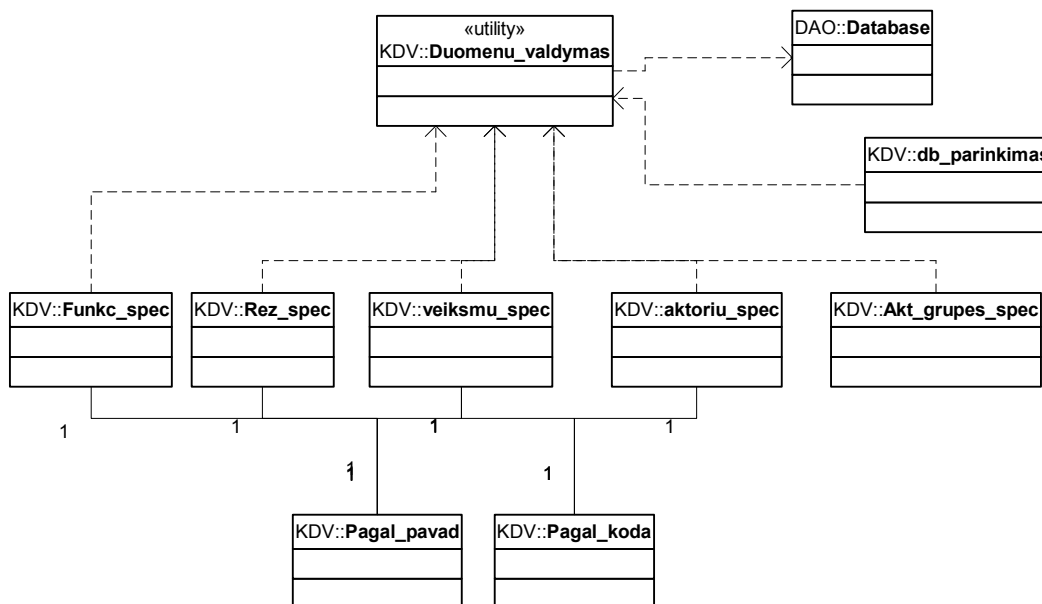 «utility»
KDV::Duomenu_valdymas
DAO::Database
KDV::db_parinkimas
KDV::Funkc_spec
KDV::Rez_spec
KDV::veiksmu_spec
KDV::aktoriu_spec
KDV::Akt_grupes_spec
1
1
1
1
1
1
1
KDV::Pagal_pavad
KDV::Pagal_koda